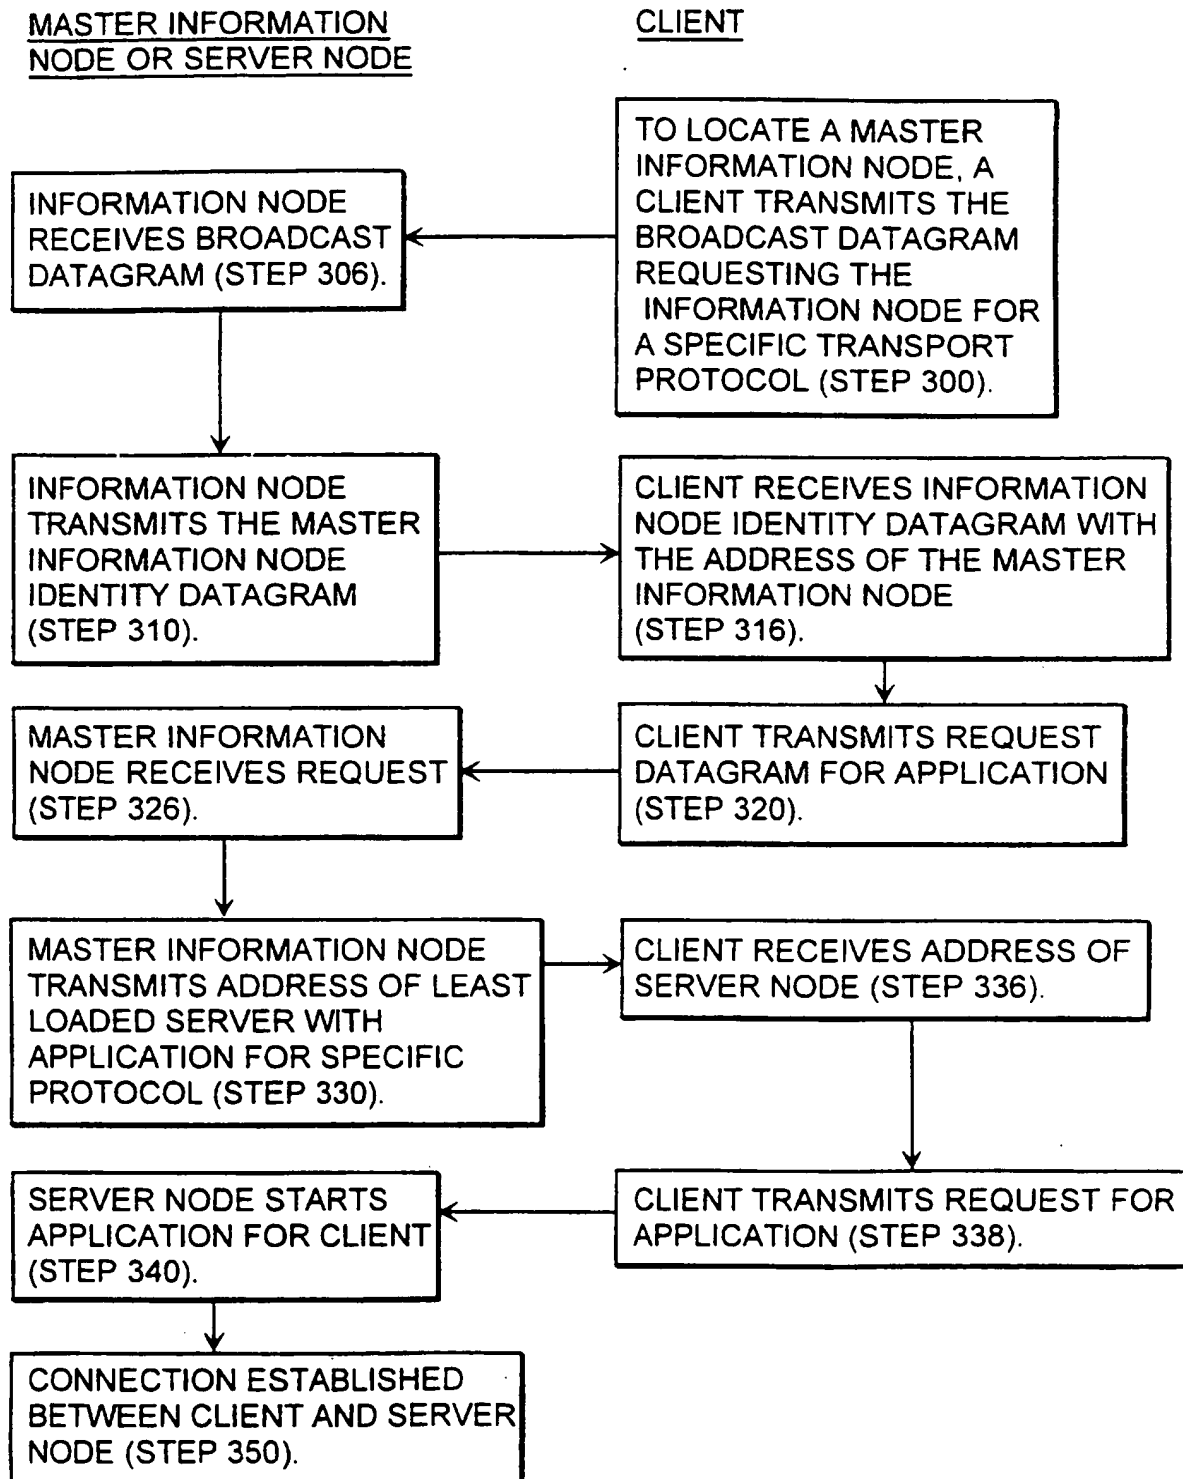 MASTER INFORMATION
NODE OR SERVER NODE
CLIENT
TO LOCATE A MASTER
INFORMATION NODE, A
CLIENT TRANSMITS THE
BROADCAST DATAGRAM
REQUESTING THE
INFORMATION NODE FOR
A SPECIFIC TRANSPORT
PROTOCOL (STEP 300).
INFORMATION NODE
RECEIVES BROADCAST
DATAGRAM (STEP 306).
INFORMATION NODE
TRANSMITS THE MASTER
INFORMATION NODE
IDENTITY DATAGRAM
(STEP 310).
CLIENT RECEIVES INFORMATION
NODE IDENTITY DATAGRAM WITH
THE ADDRESS OF THE MASTER
INFORMATION NODE
(STEP 316).
CLIENT TRANSMITS REQUEST
DATAGRAM FOR APPLICATION
(STEP 320).
MASTER INFORMATION
NODE RECEIVES REQUEST
(STEP 326).
MASTER INFORMATION NODE
TRANSMITS ADDRESS OF LEAST
LOADED SERVER WITH
APPLICATION FOR SPECIFIC
PROTOCOL (STEP 330).
CLIENT RECEIVES ADDRESS OF
SERVER NODE (STEP 336).
CLIENT TRANSMITS REQUEST FOR
APPLICATION (STEP 338).
SERVER NODE STARTS
APPLICATION FOR CLIENT
(STEP 340).
CONNECTION ESTABLISHED
BETWEEN CLIENT AND SERVER
NODE (STEP 350).